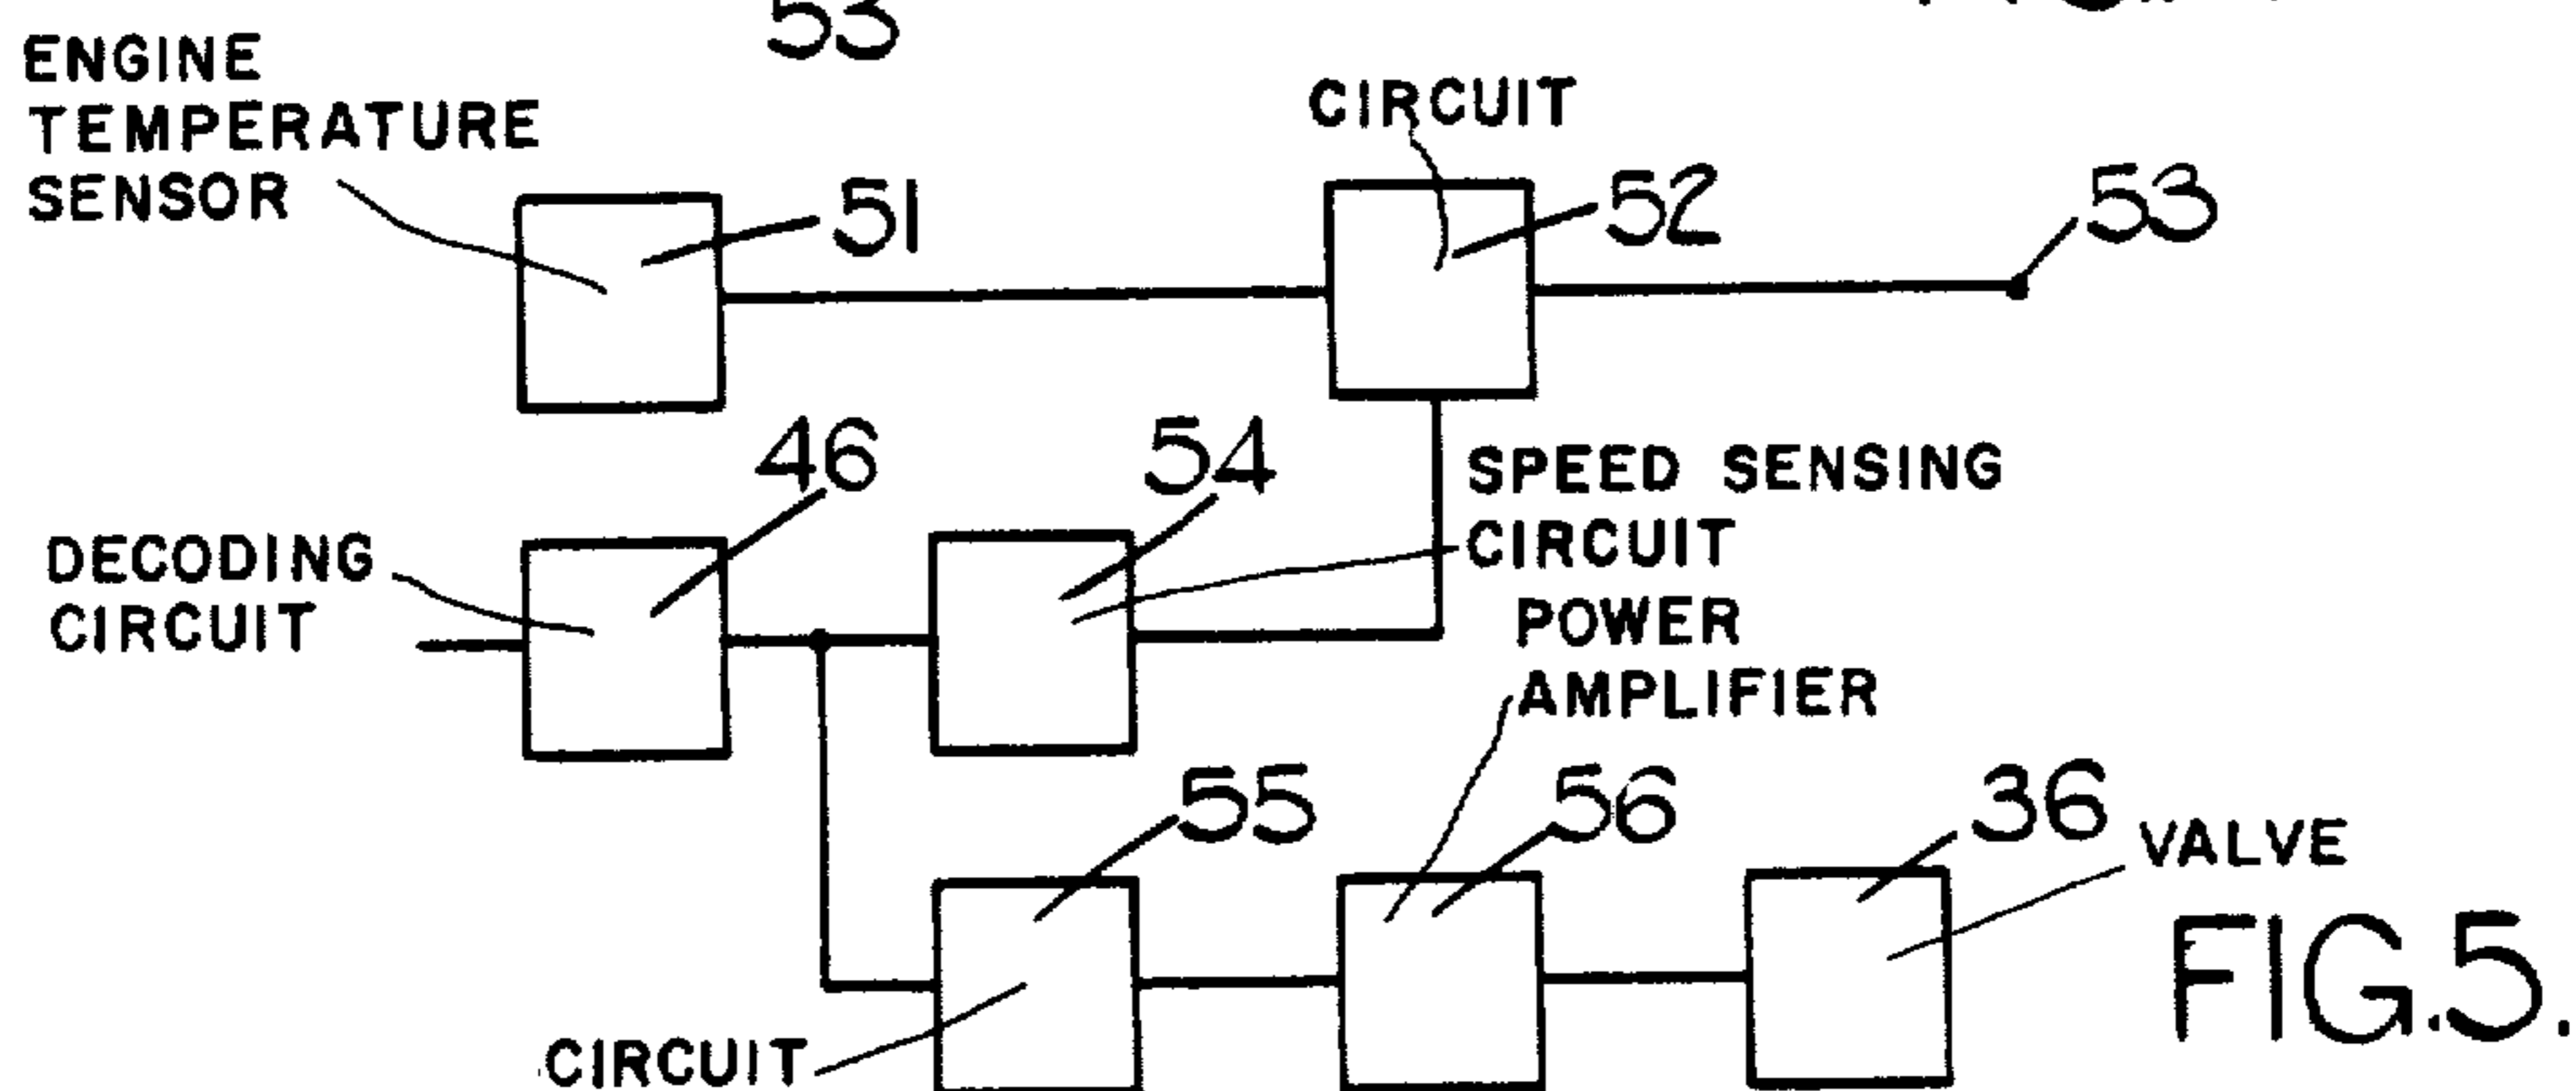 53
ENGINE
TEMPERATURE
SENSOR
51
CIRCUIT
52
53
46
54
SPEED SENSING
CIRCUIT
DECODING
CIRCUIT
POWER
AMPLIFIER
55
56
36
VALVE
CIRCUIT
FIG.5.